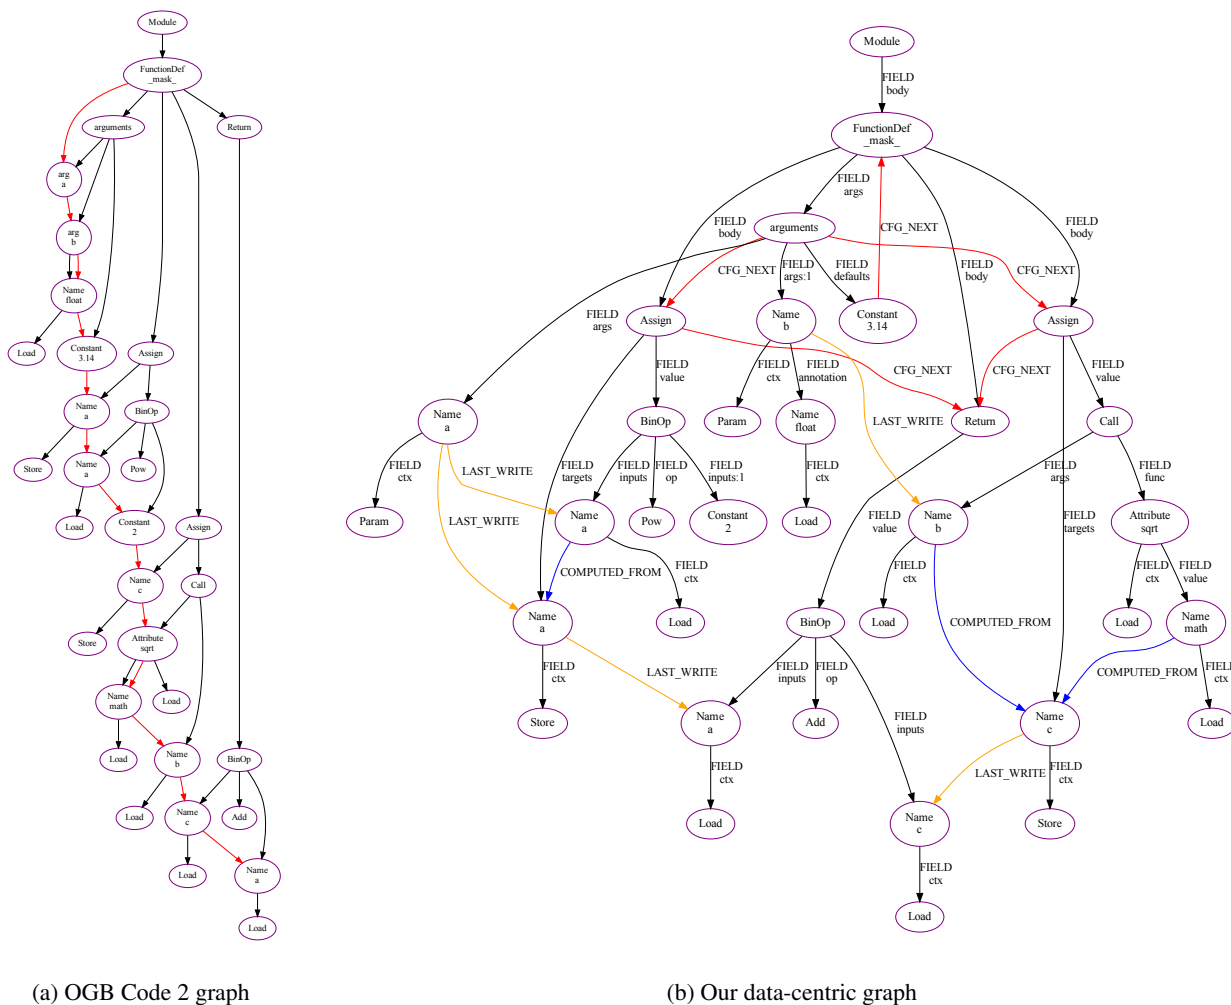 Module
FunctionDef
_mask_
arguments
Return
arg
a
arg
b
Name
float
Load
Constant
3.14
Assign
Name
a
BinOp
Store
Name
a
Pow
Load
Constant
2
Assign
Name
c
Call
Store
Attribute
sqrt
Name
math
Load
Load
Name
b
BinOp
Load
Name
c
Add
Load
Name
a
Load
(a) OGB Code 2 graph
Module
FIELD
body
FunctionDef
_mask_
FIELD
args
FIELD
body
arguments
CFG_NEXT
FIELD
body
CFG_NEXT
FIELD
args:1
FIELD
defaults
FIELD
body
CFG_NEXT
FIELD
args
Assign
Name
b
Constant
3.14
Assign
FIELD
value
FIELD
ctx
FIELD
annotation
CFG_NEXT
CFG_NEXT
FIELD
value
Name
a
BinOp
Param
Name
float
LAST_WRITE
Return
Call
FIELD
ctx
LAST_WRITE
FIELD
targets
FIELD
inputs
FIELD
op
FIELD
inputs:1
FIELD
ctx
FIELD
args
FIELD
func
Param
LAST_WRITE
Name
a
Pow
Constant
2
Load
FIELD
value
Name
b
FIELD
targets
Attribute
sqrt
COMPUTED_FROM
FIELD
ctx
FIELD
ctx
FIELD
ctx
FIELD
value
Name
a
Load
BinOp
Load
COMPUTED_FROM
Load
Name
math
FIELD
ctx
LAST_WRITE
FIELD
inputs
FIELD
op
COMPUTED_FROM
FIELD
ctx
Store
Name
a
Add
FIELD
inputs
Name
c
Load
FIELD
ctx
LAST_WRITE
FIELD
ctx
Load
Name
c
Store
FIELD
ctx
Load
(b) Our data-centric graph